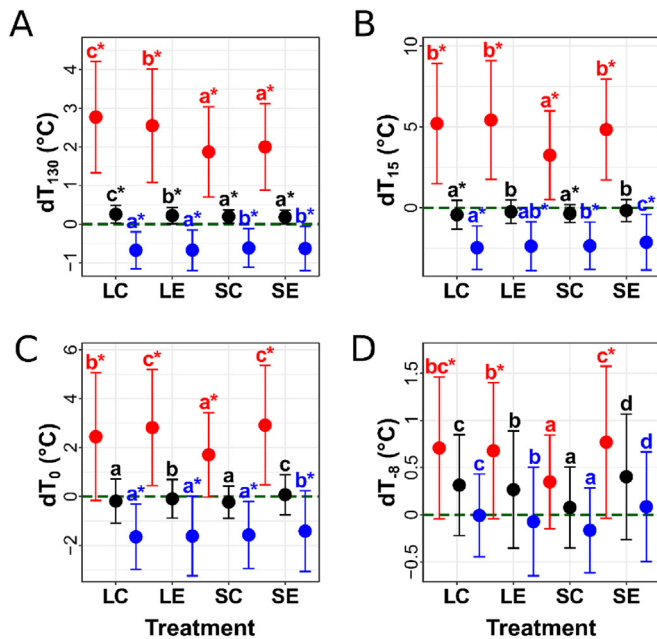 A
dT130 (°C)
4
3
2
1
0
−1
c* b* a* a*
c* b* a* a*
a* a* b* b*
LC LE SC SE
B
dT15 (°C)
10
5
0
b* b* a* b*
a* b a* b
a* ab* b* c*
LC LE SC SE
C
dT0 (°C)
6
4
2
0
−2
b* c* a* c*
a b a c
a* a* a* b*
LC LE SC SE
Treatment
D
dT-8 (°C)
1.5
1
0.5
0
−0.5
bc* b* a c*
c b a d
c b a d
LC LE SC SE
Treatment